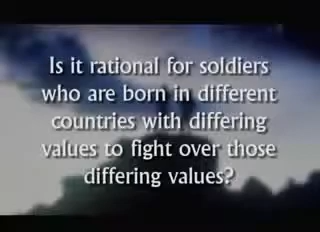 Is it rational for soldiers
who are born in different
countries with differing
values to fight over those
differing values?